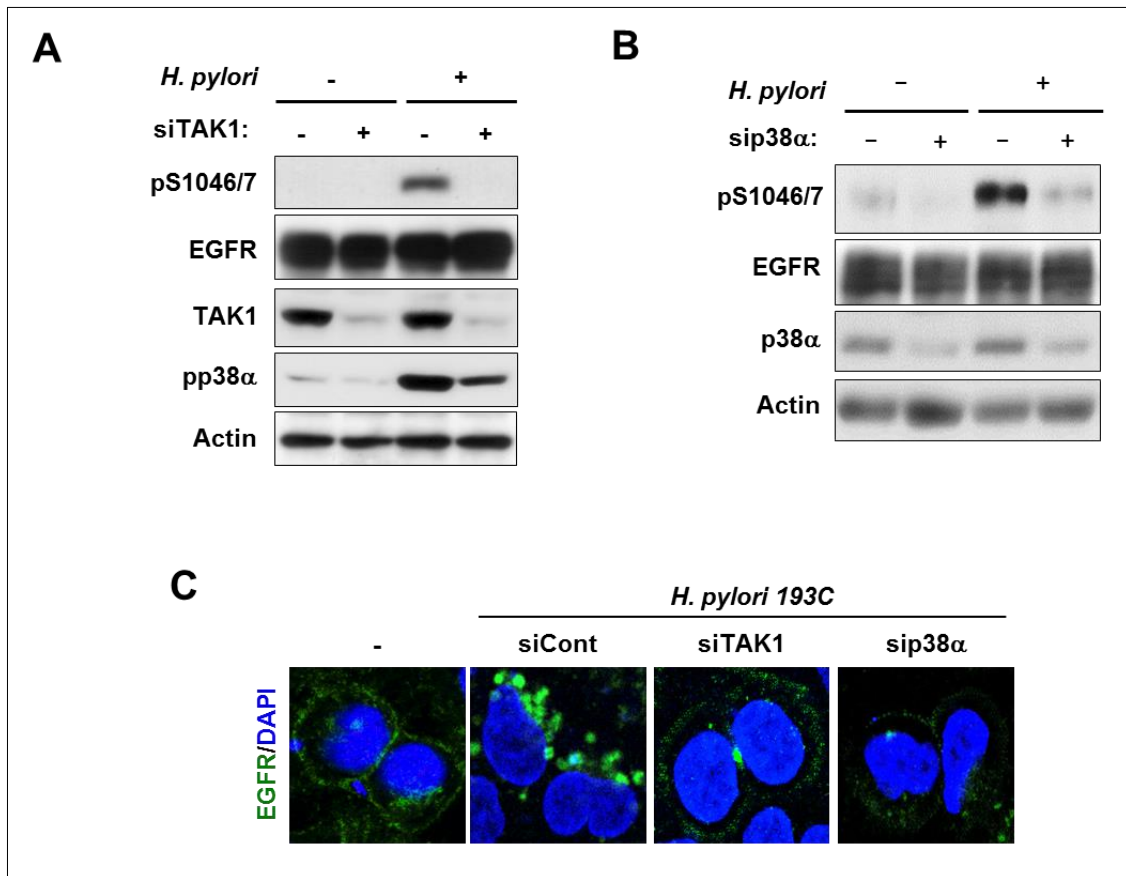 A
H. pylori - +
siTAK1: - + - +
pS1046/7
EGFR
TAK1
pp38α
Actin
B
H. pylori – +
sip38α: – + – +
pS1046/7
EGFR
p38α
Actin
C
H. pylori 193C
- siCont siTAK1 sip38α
EGFR/DAPI